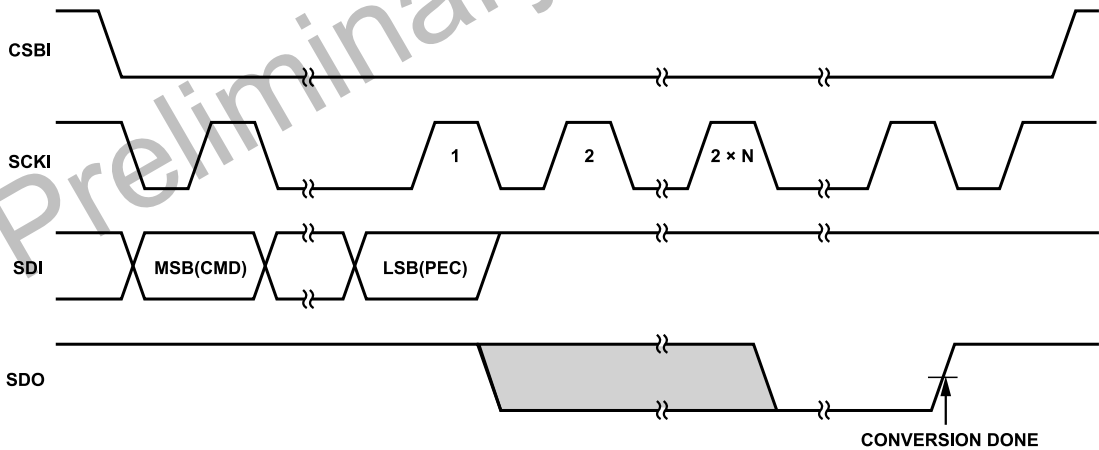 Preliminary
CSBI
SCKI
1
2
2 × N
SDI
MSB(CMD)
LSB(PEC)
SDO
CONVERSION DONE